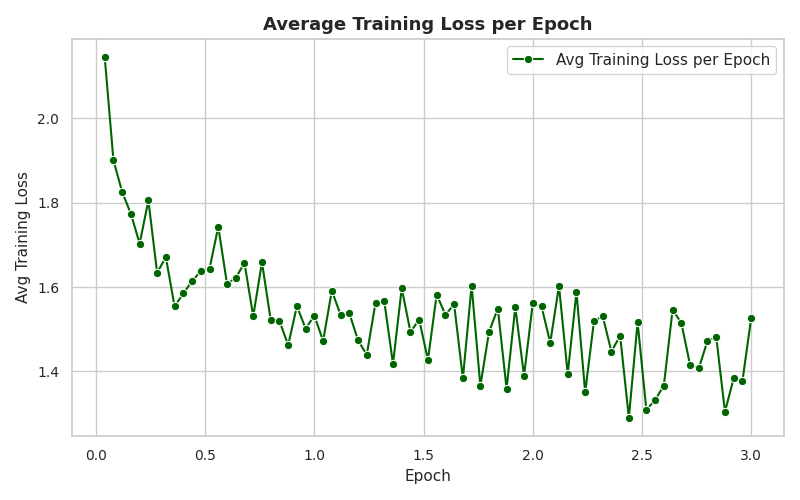 Average Training Loss per Epoch
Avg Training Loss per Epoch
Avg Training Loss
2.0
1.8
1.6
1.4
0.0 0.5 1.0 1.5 2.0 2.5 3.0
Epoch